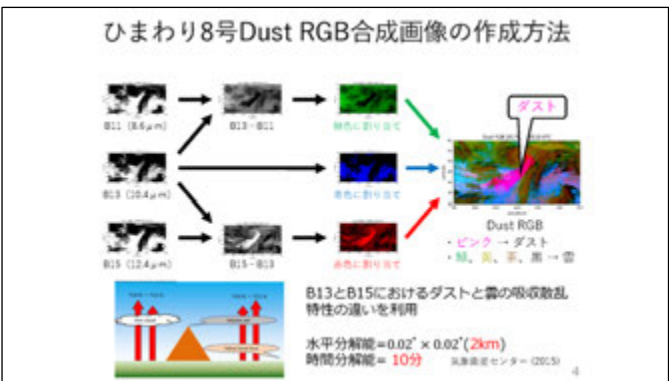 ひまわり8号Dust RGB合成画像の作成方法
B11 (8.6μm)
B13-B11
緑色に割り当て
ダスト
B13 (10.4μm)
青色に割り当て
B15 (12.4μm)
B15-B13
赤色に割り当て
Dust RGB
・ピンク → ダスト
・緑、黄、茶、黒 → 雲
B13とB15におけるダストと雲の吸収散乱
特性の違いを利用
水平分解能=0.02°×0.02°(2km)
時間分解能= 10分
気象衛星センター (2015)
4